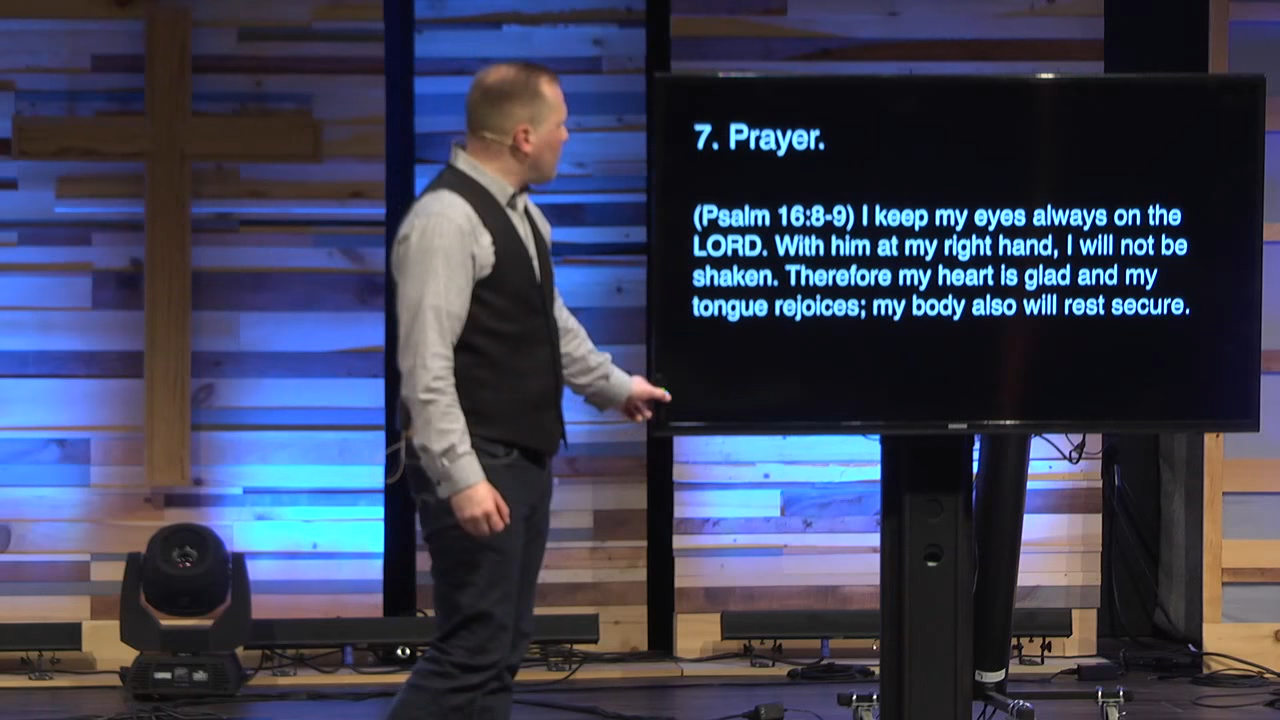 7. Prayer.
(Psalm 16:8-9) I keep my eyes always on the
LORD. With him at my right hand, I will not be
shaken. Therefore my heart is glad and my
tongue rejoices; my body also will rest secure.